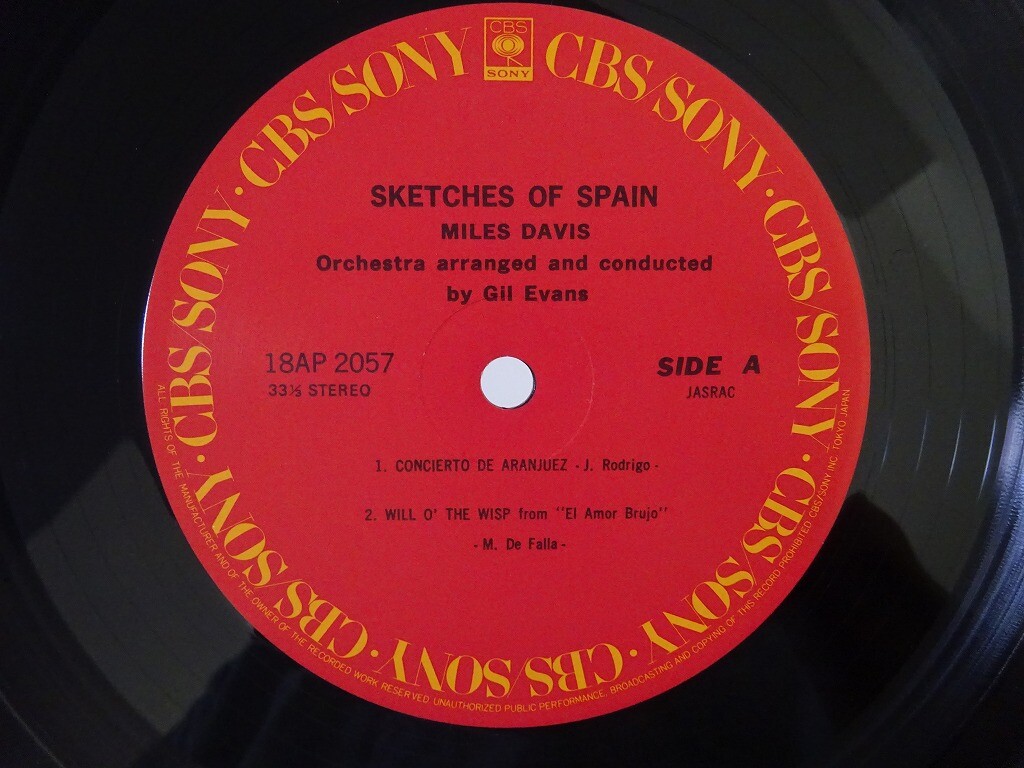 CBS
SONY
CBS/SONY · CBS/SONY · CBS/SONY · CBS/SONY · CBS/SONY · CBS/SONY · CBS/SONY · CBS/SONY · CBS/SONY
SKETCHES OF SPAIN
MILES DAVIS
Orchestra arranged and conducted
by Gil Evans
18AP 2057
33⅓ STEREO
SIDE A
JASRAC
1. CONCIERTO DE ARANJUEZ - J. Rodrigo -
2. WILL O' THE WISP from "El Amor Brujo"
- M. De Falla -
ALL RIGHTS OF THE MANUFACTURER AND OF THE OWNER OF THE RECORDED WORK RESERVED UNAUTHORIZED PUBLIC PERFORMANCE, BROADCASTING AND COPYING OF THIS RECORD PROHIBITED·CBS/SONY INC TOKYO JAPAN